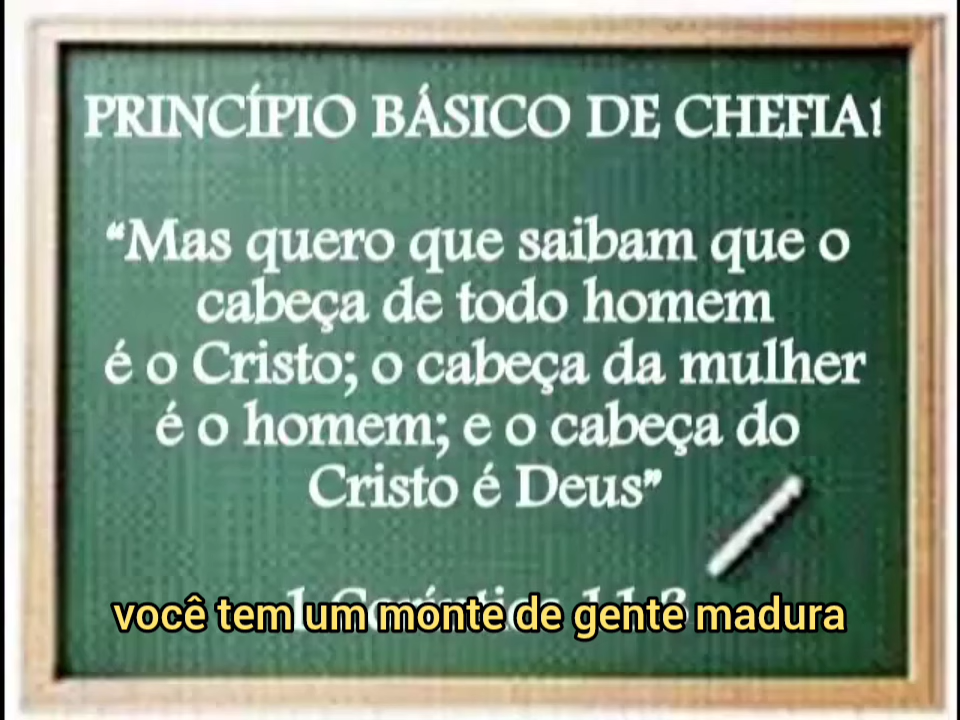 PRINCÍPIO BÁSICO DE CHEFIA!
“Mas quero que saibam que o
cabeça de todo homem
é o Cristo; o cabeça da mulher
é o homem; e o cabeça do
Cristo é Deus”
você tem um monte de gente madura